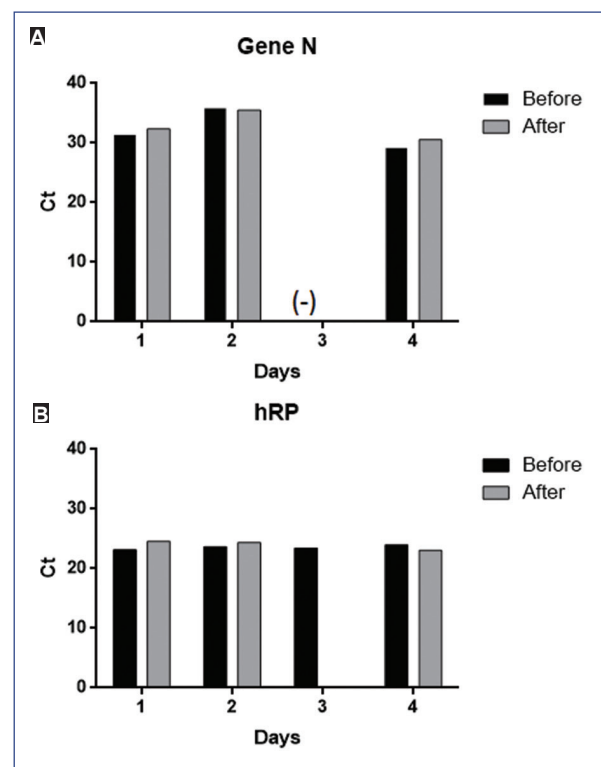 A
Gene N
40
30
20
10
0
Ct
Before
After
(-)
1 2 3 4
Days
B
hRP
40
30
20
10
0
Ct
Before
After
1 2 3 4
Days